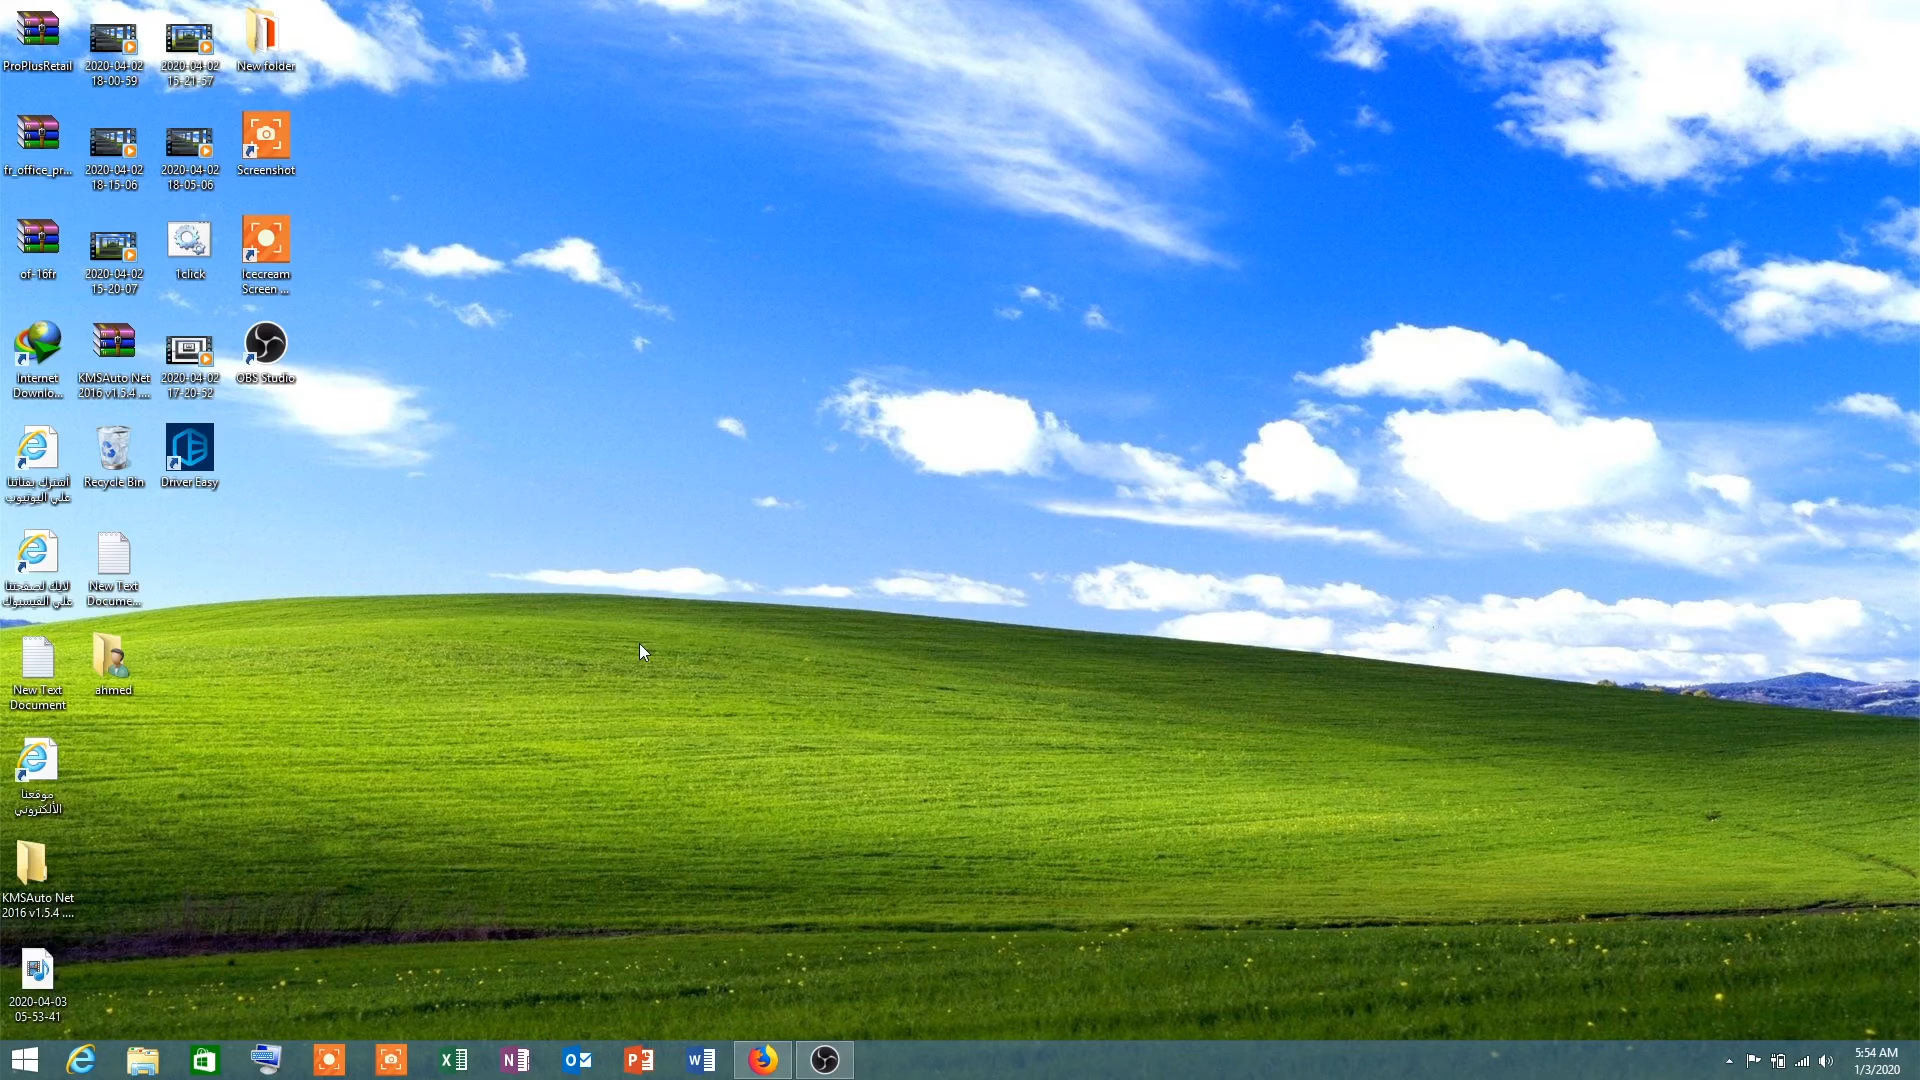 ProPlusRetail
2020-04-02
18-00-59
2020-04-02
15-21-57
New folder
fr_office_pr...
2020-04-02
18-15-06
2020-04-02
18-05-06
Screenshot
of-16fr
2020-04-02
15-20-07
1click
Icecream
Screen ...
Internet
Downlo...
KMSAuto Net
2016 v1.5.4 ....
2020-04-02
17-20-52
OBS Studio
أشترك بقناتنا
علي اليوتيوب
Recycle Bin
Driver Easy
لايك لصفحتنا
علي الفيسبوك
New Text
Docume...
New Text
Document
ahmed
موقعنا
الألكتروني
KMSAuto Net
2016 v1.5.4 ....
2020-04-03
05-53-41
5:54 AM
1/3/2020